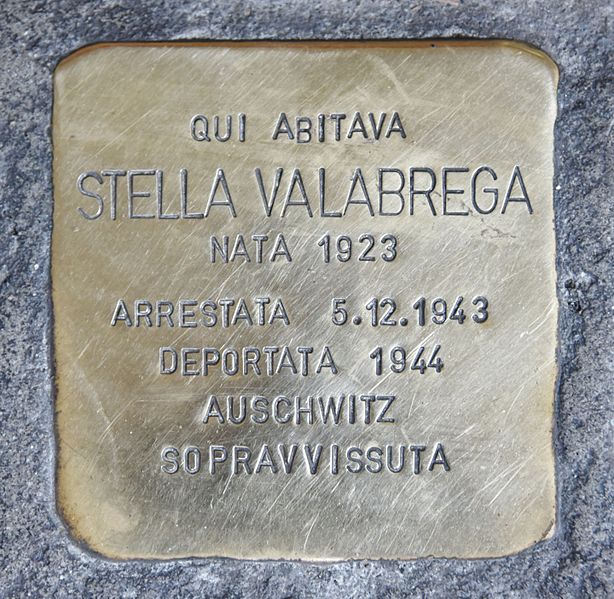 QUI ABITAVA
STELLA VALABREGA
NATA 1923
ARRESTATA 5.12.1943
DEPORTATA 1944
AUSCHWITZ
SOPRAVVISSUTA